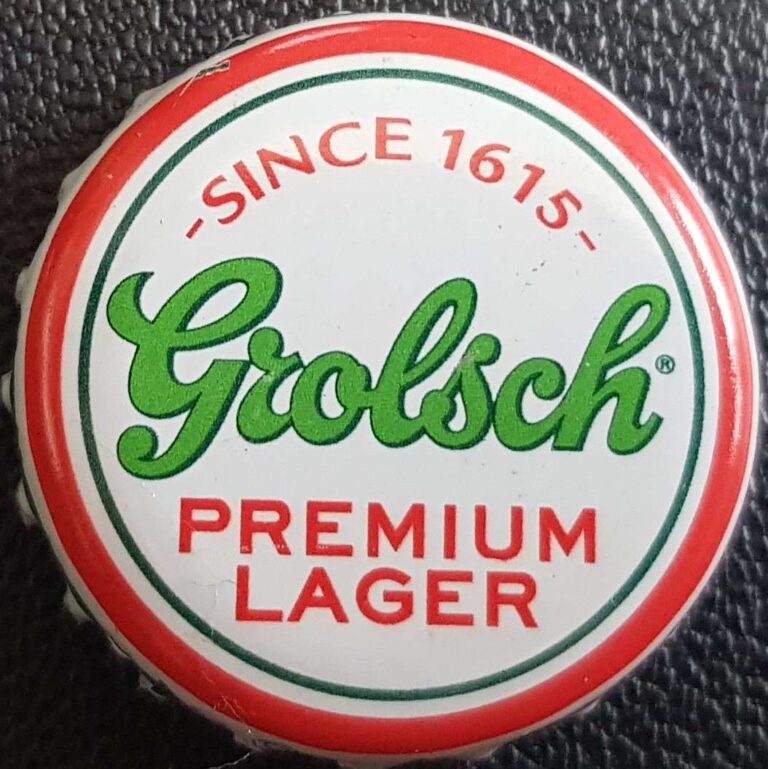 -SINCE 1615-
Grolsch®
PREMIUM
LAGER